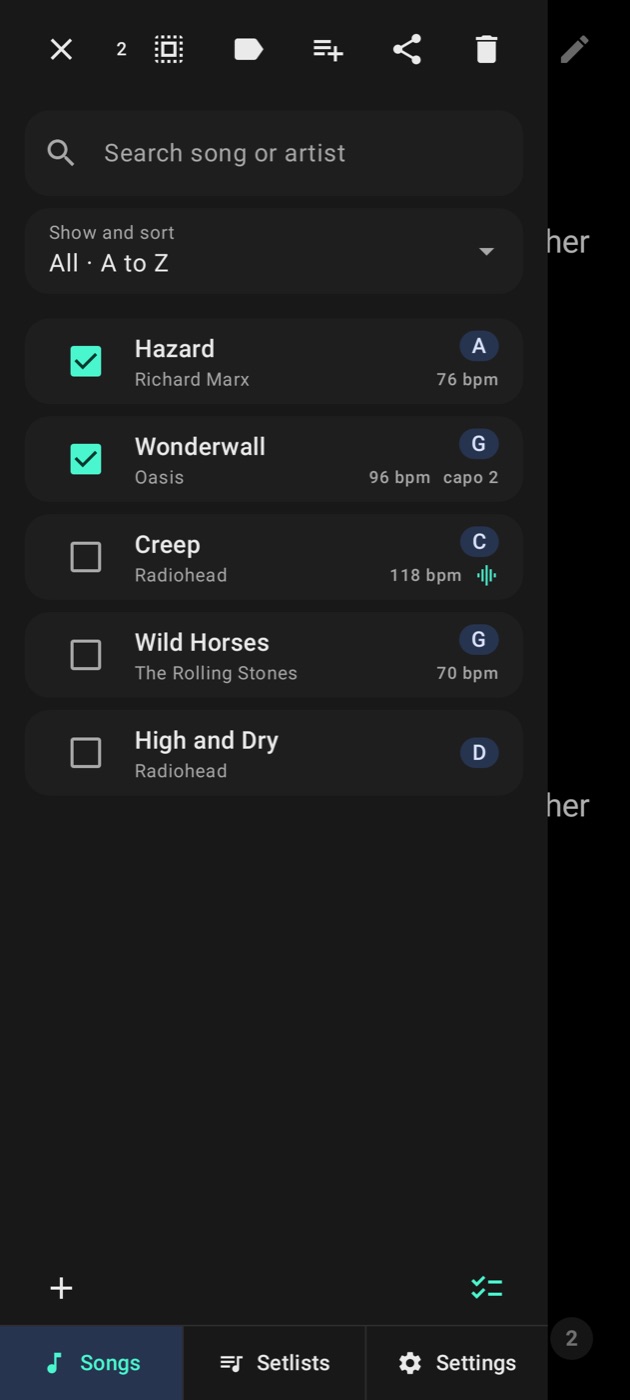 2
Search song or artist
her
Show and sort
All · A to Z
Hazard
A
Richard Marx
76 bpm
Wonderwall
G
Oasis
96 bpm capo 2
Creep
C
Radiohead
118 bpm
Wild Horses
G
The Rolling Stones
70 bpm
High and Dry
D
Radiohead
her
2
Songs
Setlists
Settings